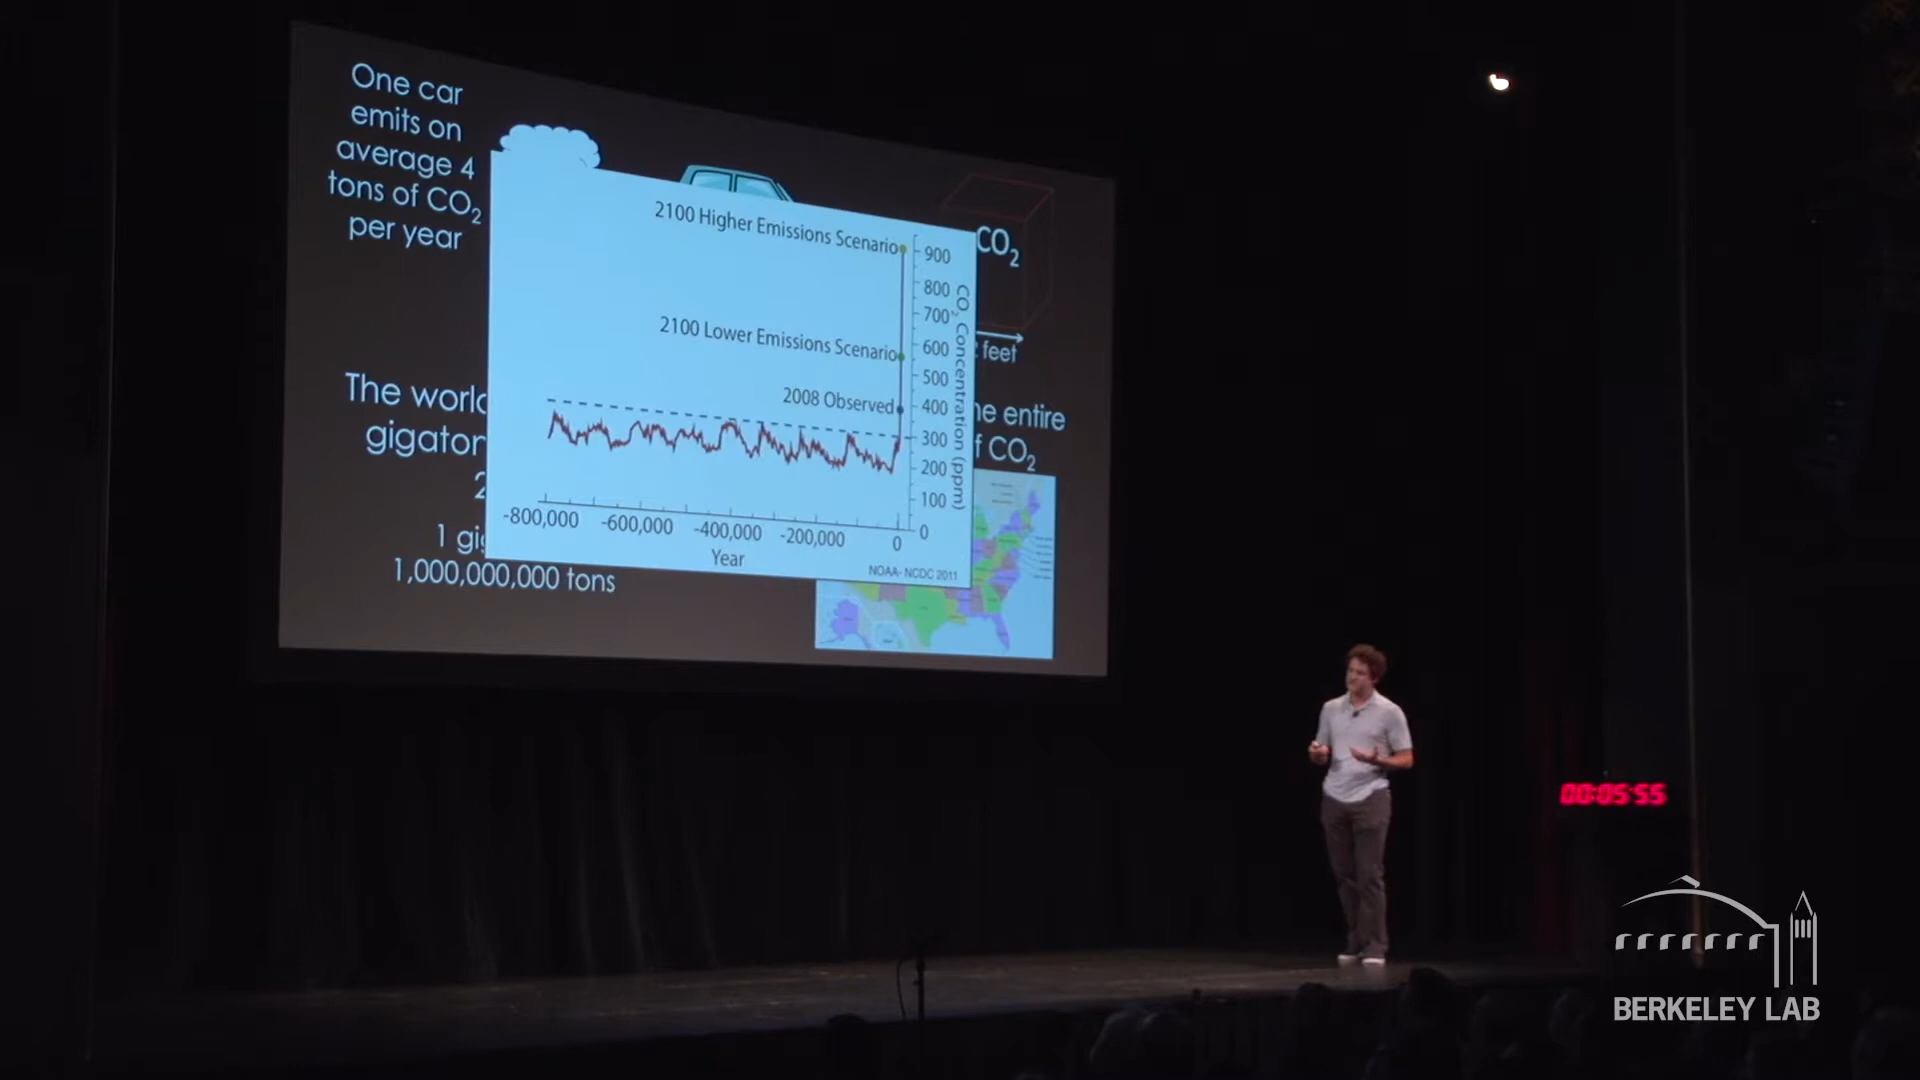 One car
emits on
average 4
tons of CO₂
per year
CO₂
feet
The world
gigaton
he entire
f CO₂
2
1 gig
1,000,000,000 tons
2100 Higher Emissions Scenario
2100 Lower Emissions Scenario
2008 Observed
900
800
700
600
500
400
300
200
100
0
CO₂ Concentration (ppm)
-800,000 -600,000 -400,000 -200,000 0
Year
NOAA- NCDC 2011
00:05:55
BERKELEY LAB